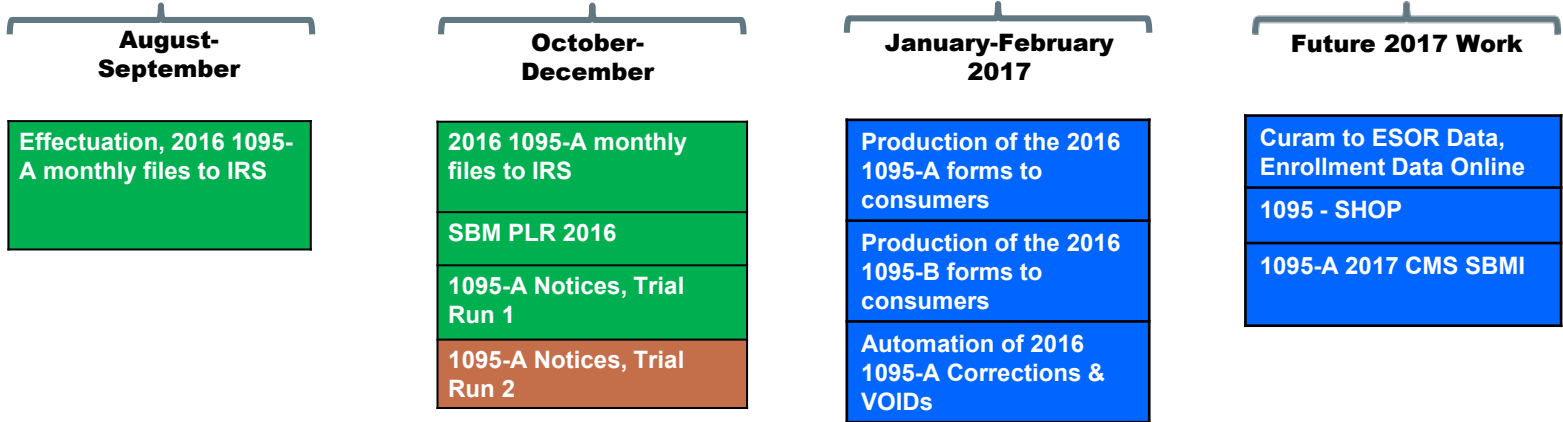 August-
September
Effectuation, 2016 1095-
A monthly files to IRS
October-
December
2016 1095-A monthly
files to IRS
SBM PLR 2016
1095-A Notices, Trial
Run 1
1095-A Notices, Trial
Run 2
January-February
2017
Production of the 2016
1095-A forms to
consumers
Production of the 2016
1095-B forms to
consumers
Automation of 2016
1095-A Corrections &
VOIDs
Future 2017 Work
Curam to ESOR Data,
Enrollment Data Online
1095 - SHOP
1095-A 2017 CMS SBMI